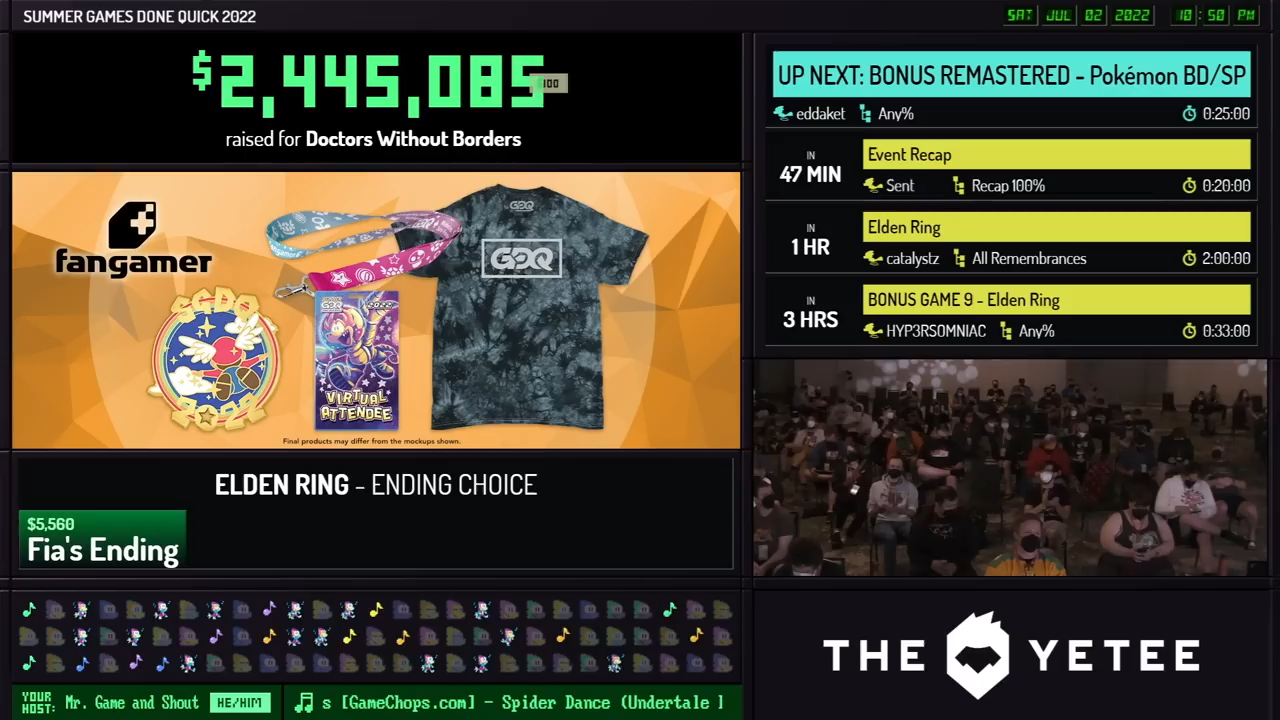 SUMMER GAMES DONE QUICK 2022
SAT JUL 02 2022 10:50 PM
$2,445,085
$100
raised for Doctors Without Borders
fangamer
SGDQ
2022
GDQ
2022
VIRTUAL
ATTENDEE
GDQ
GDQ
Final products may differ from the mockups shown.
ELDEN RING - ENDING CHOICE
$5,560
Fia's Ending
UP NEXT: BONUS REMASTERED - Pokémon BD/SP
eddaket Any% 0:25:00
IN
47 MIN
Event Recap
Sent Recap 100% 0:20:00
IN
1 HR
Elden Ring
catalystz All Remembrances 2:00:00
IN
3 HRS
BONUS GAME 9 - Elden Ring
HYP3RSOMNIAC Any% 0:33:00
THE YETEE
YOUR
HOST: Mr. Game and Shout HE/HIM
s [GameChops.com] - Spider Dance (Undertale ]